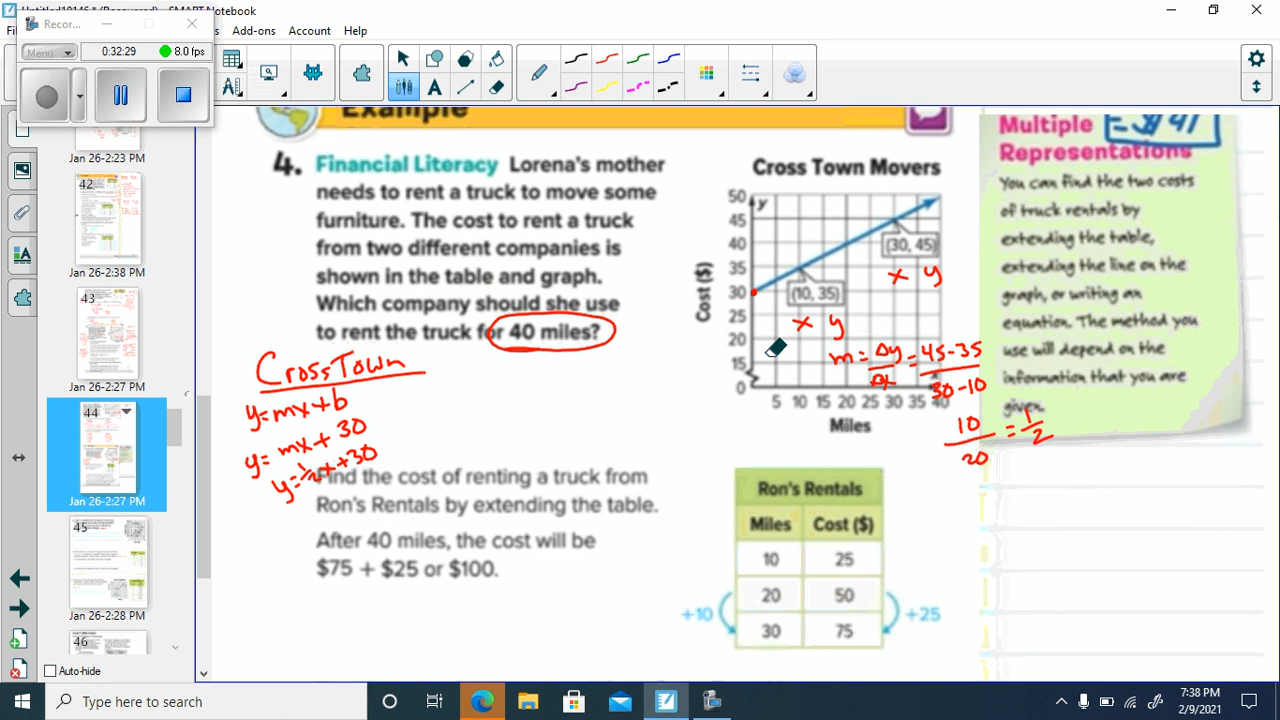 Recor...
SMART Notebook
Menu
0:32:29
8.0 fps
Add-ons Account Help
Jan 26-2:23 PM
42
Jan 26-2:38 PM
43
Jan 26-2:27 PM
44
Jan 26-2:27 PM
45
Jan 26-2:28 PM
46
Auto-hide
Example
4. Financial Literacy Lorena's mother
needs to rent a truck to move some
furniture. The cost to rent a truck
from two different companies is
shown in the table and graph.
Which company should she use
to rent the truck for 40 miles?
CrossTown
y=mx+b
y=mx+30
y=½x+30
Find the cost of renting a truck from
Ron's Rentals by extending the table.
After 40 miles, the cost will be
$75 + $25 or $100.
Cross Town Movers
Cost ($)
50
45
40
35
30
25
20
15
0
y
(30, 45)
x y
(10, 35)
x y
m = Δy/Δx = 45-35/30-10
10/20 = ½
x
5 10 15 20 25 30 35 40
Miles
Ron's Rentals
Miles Cost ($)
10 25
20 50
30 75
+10
+25
Multiple
Representations
You can find the two costs
of truck rentals by
extending the table,
extending the line on the
graph, or writing an
equation. The method you
use will depend on the
information that you are
given.
Type here to search
7:38 PM
2/9/2021